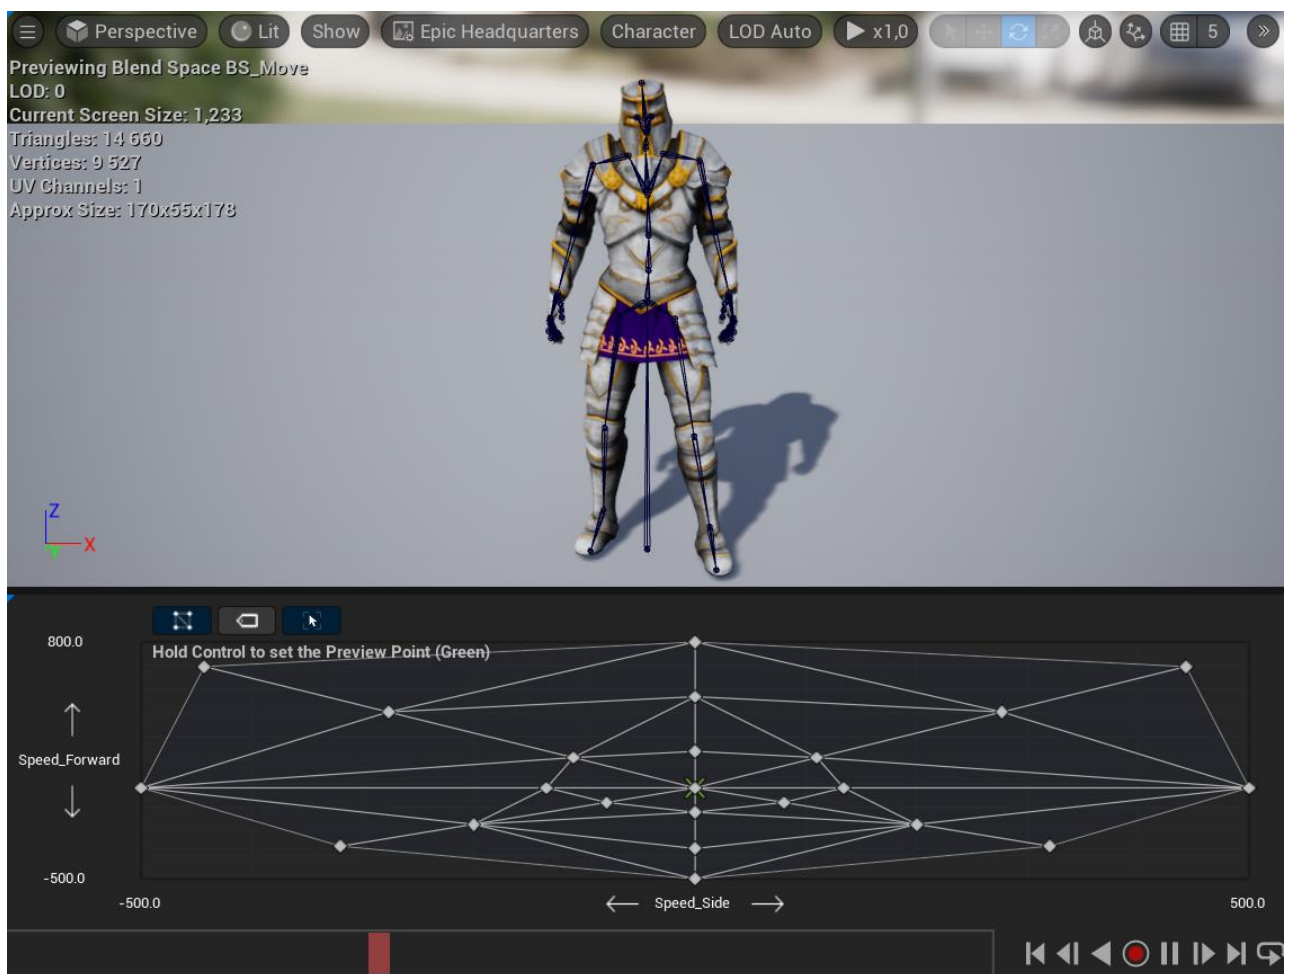 Perspective Lit Show Epic Headquarters Character LOD Auto x1,0 5
Previewing Blend Space BS_Move
LOD: 0
Current Screen Size: 1,233
Triangles: 14 660
Vertices: 9 527
UV Channels: 1
Approx Size: 170x55x178
Z
Y X
800.0
Hold Control to set the Preview Point (Green)
Speed_Forward
-500.0
-500.0 Speed_Side 500.0